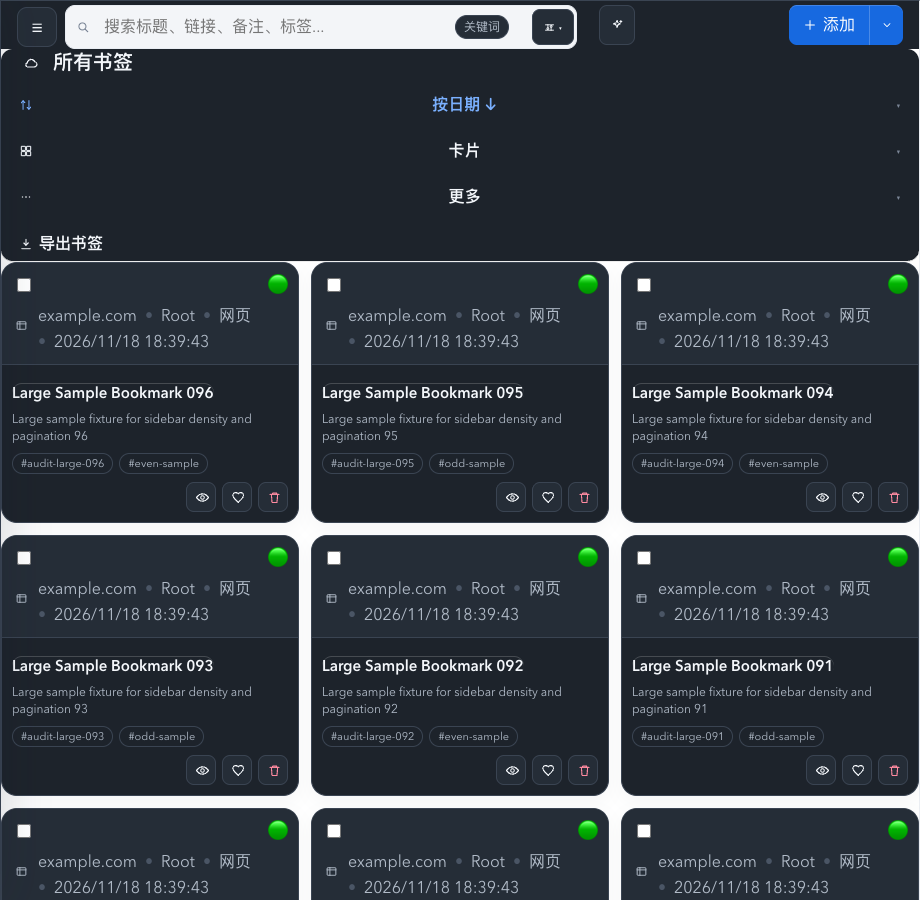 搜索标题、链接、备注、标签... 关键词
添加
所有书签
按日期
卡片
更多
导出书签
example.com • Root • 网页
• 2026/11/18 18:39:43
Large Sample Bookmark 096
Large sample fixture for sidebar density and
pagination 96
#audit-large-096 #even-sample
example.com • Root • 网页
• 2026/11/18 18:39:43
Large Sample Bookmark 095
Large sample fixture for sidebar density and
pagination 95
#audit-large-095 #odd-sample
example.com • Root • 网页
• 2026/11/18 18:39:43
Large Sample Bookmark 094
Large sample fixture for sidebar density and
pagination 94
#audit-large-094 #even-sample
example.com • Root • 网页
• 2026/11/18 18:39:43
Large Sample Bookmark 093
Large sample fixture for sidebar density and
pagination 93
#audit-large-093 #odd-sample
example.com • Root • 网页
• 2026/11/18 18:39:43
Large Sample Bookmark 092
Large sample fixture for sidebar density and
pagination 92
#audit-large-092 #even-sample
example.com • Root • 网页
• 2026/11/18 18:39:43
Large Sample Bookmark 091
Large sample fixture for sidebar density and
pagination 91
#audit-large-091 #odd-sample
example.com • Root • 网页
• 2026/11/18 18:39:43
example.com • Root • 网页
• 2026/11/18 18:39:43
example.com • Root • 网页
• 2026/11/18 18:39:43